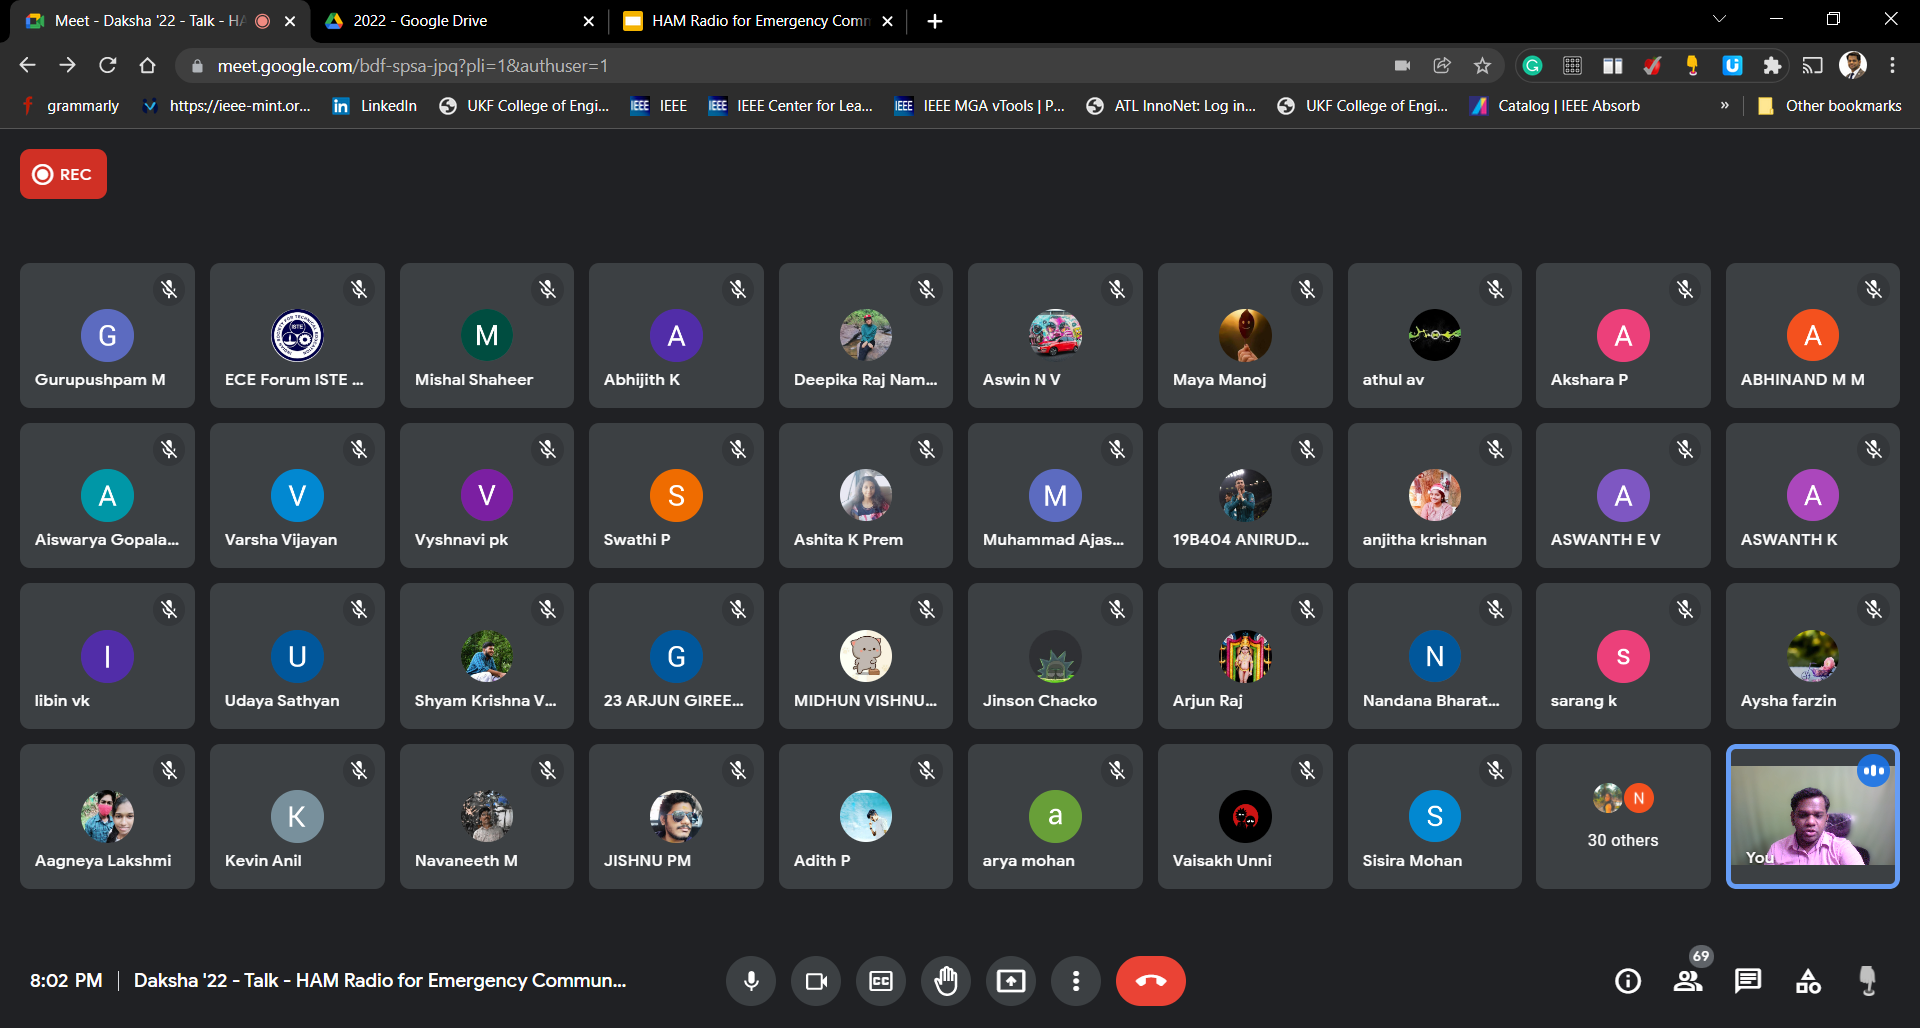 Meet - Daksha '22 - Talk - HA
2022 - Google Drive
HAM Radio for Emergency Comm
meet.google.com/bdf-spsa-jpq?pli=1&authuser=1
grammarly
https://ieee-mint.or...
LinkedIn
UKF College of Engi...
IEEE
IEEE Center for Lea...
IEEE MGA vTools | P...
ATL InnoNet: Log in...
UKF College of Engi...
Catalog | IEEE Absorb
»
Other bookmarks
REC
G
M
A
A
A
Gurupushpam M
ECE Forum ISTE ...
Mishal Shaheer
Abhijith K
Deepika Raj Nam...
Aswin N V
Maya Manoj
athul av
Akshara P
ABHINAND M M
A
V
V
S
M
A
A
Aiswarya Gopala...
Varsha Vijayan
Vyshnavi pk
Swathi P
Ashita K Prem
Muhammad Ajas...
19B404 ANIRUD...
anjitha krishnan
ASWANTH E V
ASWANTH K
l
U
G
N
s
libin vk
Udaya Sathyan
Shyam Krishna V...
23 ARJUN GIREE...
MIDHUN VISHNU...
Jinson Chacko
Arjun Raj
Nandana Bharat...
sarang k
Aysha farzin
K
a
S
N
Aagneya Lakshmi
Kevin Anil
Navaneeth M
JISHNU PM
Adith P
arya mohan
Vaisakh Unni
Sisira Mohan
30 others
You
8:02 PM
Daksha '22 - Talk - HAM Radio for Emergency Commun...
CC
69